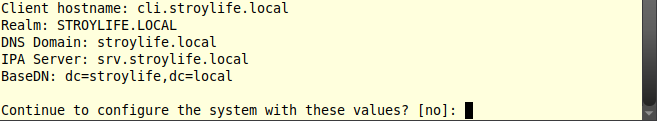 Client hostname: cli.stroylife.local
Realm: STROYLIFE.LOCAL
DNS Domain: stroylife.local
IPA Server: srv.stroylife.local
BaseDN: dc=stroylife,dc=local
Continue to configure the system with these values? [no]: